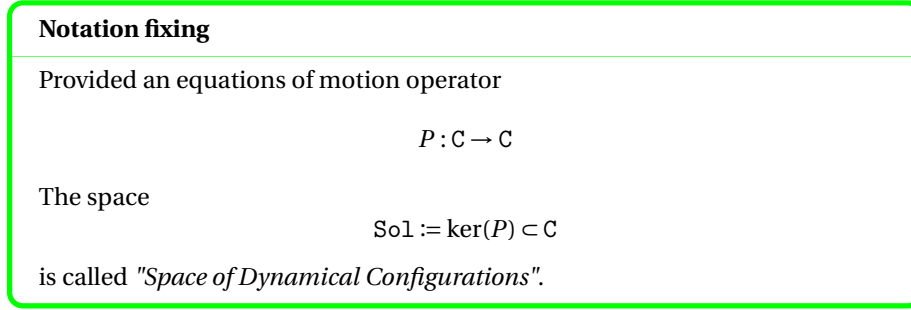 Notation fixing
Provided an equations of motion operator
P : C → C
The space
Sol := ker(P) ⊂ C
is called "Space of Dynamical Configurations".